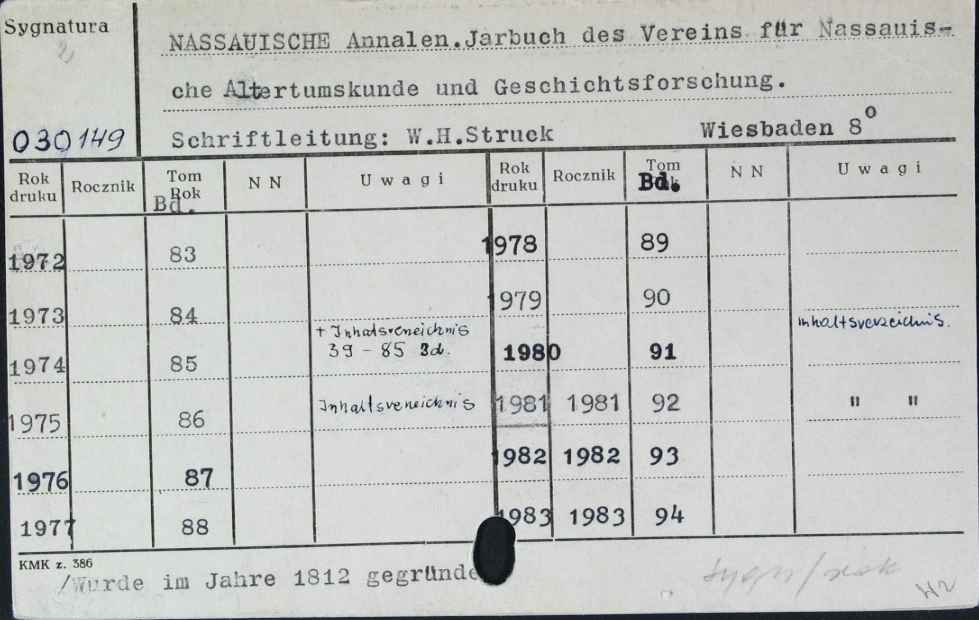 Sygnatura
NASSAUISCHE Annalen.Jarbuch des Vereins für Nassauis-
che Altertumskunde und Geschichtsforschung.
030149
Schriftleitung: W.H.Struck Wiesbaden 8°
Rok druku Rocznik Tom Rok Bd. N N Uwagi Rok druku Rocznik Tom Bd. N N Uwagi
1972 83 1978 89
1973 84 1979 90
1974 85 + Inhaltsverzeichnis 39 - 85 Bd. 1980 91 Inhaltsverzeichnis.
1975 86 Inhaltsverzeichnis 1981 1981 92 " "
1976 87 1982 1982 93
1977 88 1983 1983 94
KMK z. 386
/Wurde im Jahre 1812 gegründe